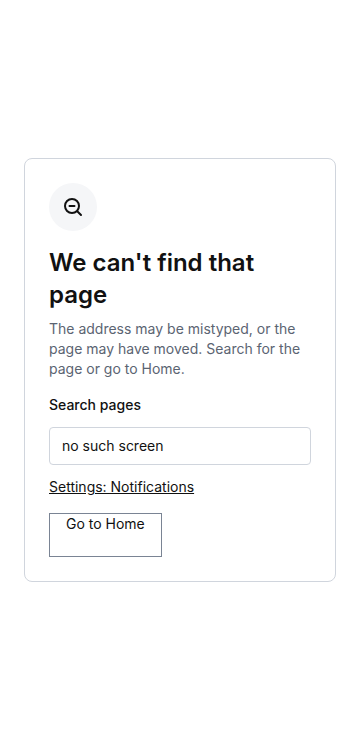 We can't find that
page
The address may be mistyped, or the
page may have moved. Search for the
page or go to Home.
Search pages
no such screen
Settings: Notifications
Go to Home